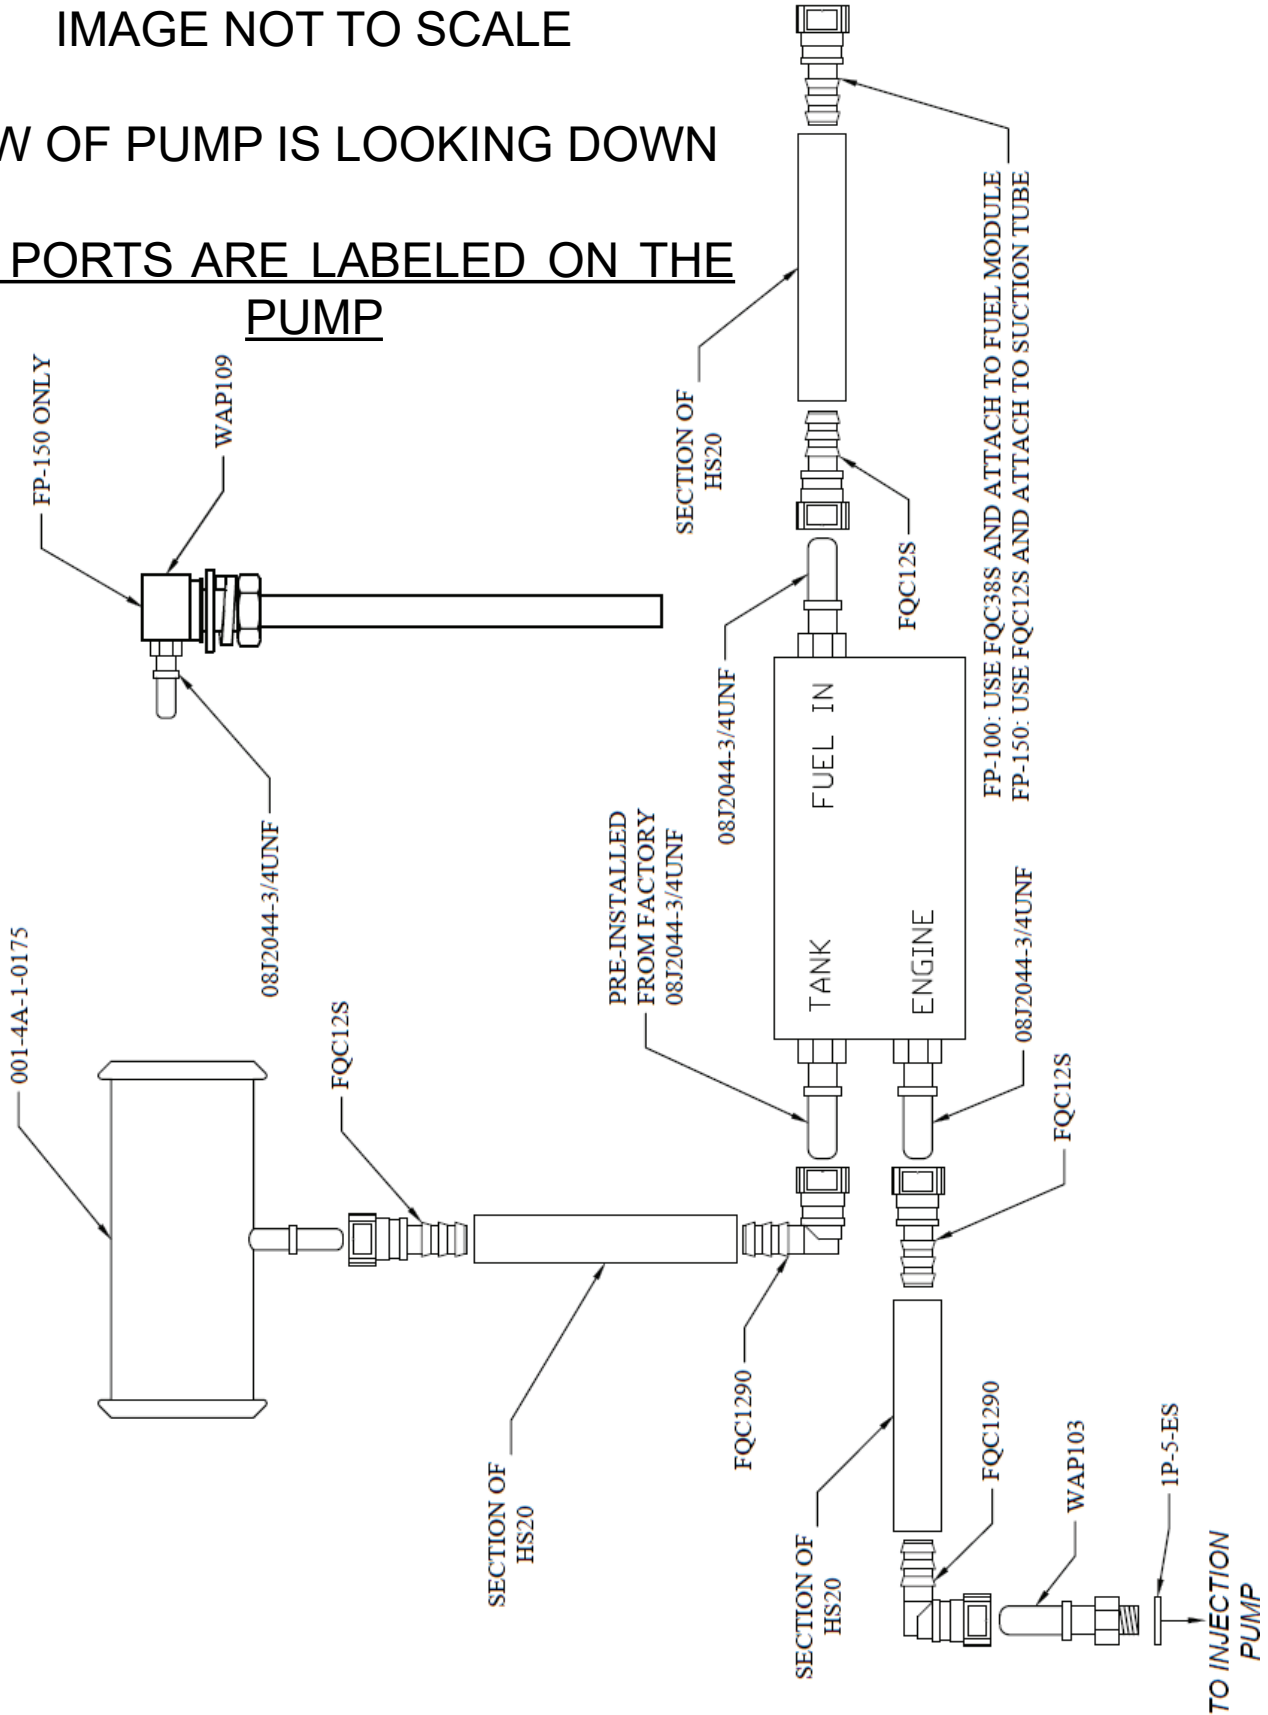 IMAGE NOT TO SCALE
W OF PUMP IS LOOKING DOWN
PORTS ARE LABELED ON THE
PUMP
FP-150 ONLY
WAP109
08J2044-3/4UNF
001-4A-1-0175
FQC12S
SECTION OF
HS20
FQC1290
PRE-INSTALLED
FROM FACTORY
08J2044-3/4UNF
SECTION OF
HS20
FQC12S
08J2044-3/4UNF
TANK
FUEL IN
ENGINE
FP-100: USE FQC38S AND ATTACH TO FUEL MODULE
FP-150: USE FQC12S AND ATTACH TO SUCTION TUBE
08J2044-3/4UNF
FQC12S
SECTION OF
HS20
FQC1290
WAP103
1P-5-ES
TO INJECTION
PUMP